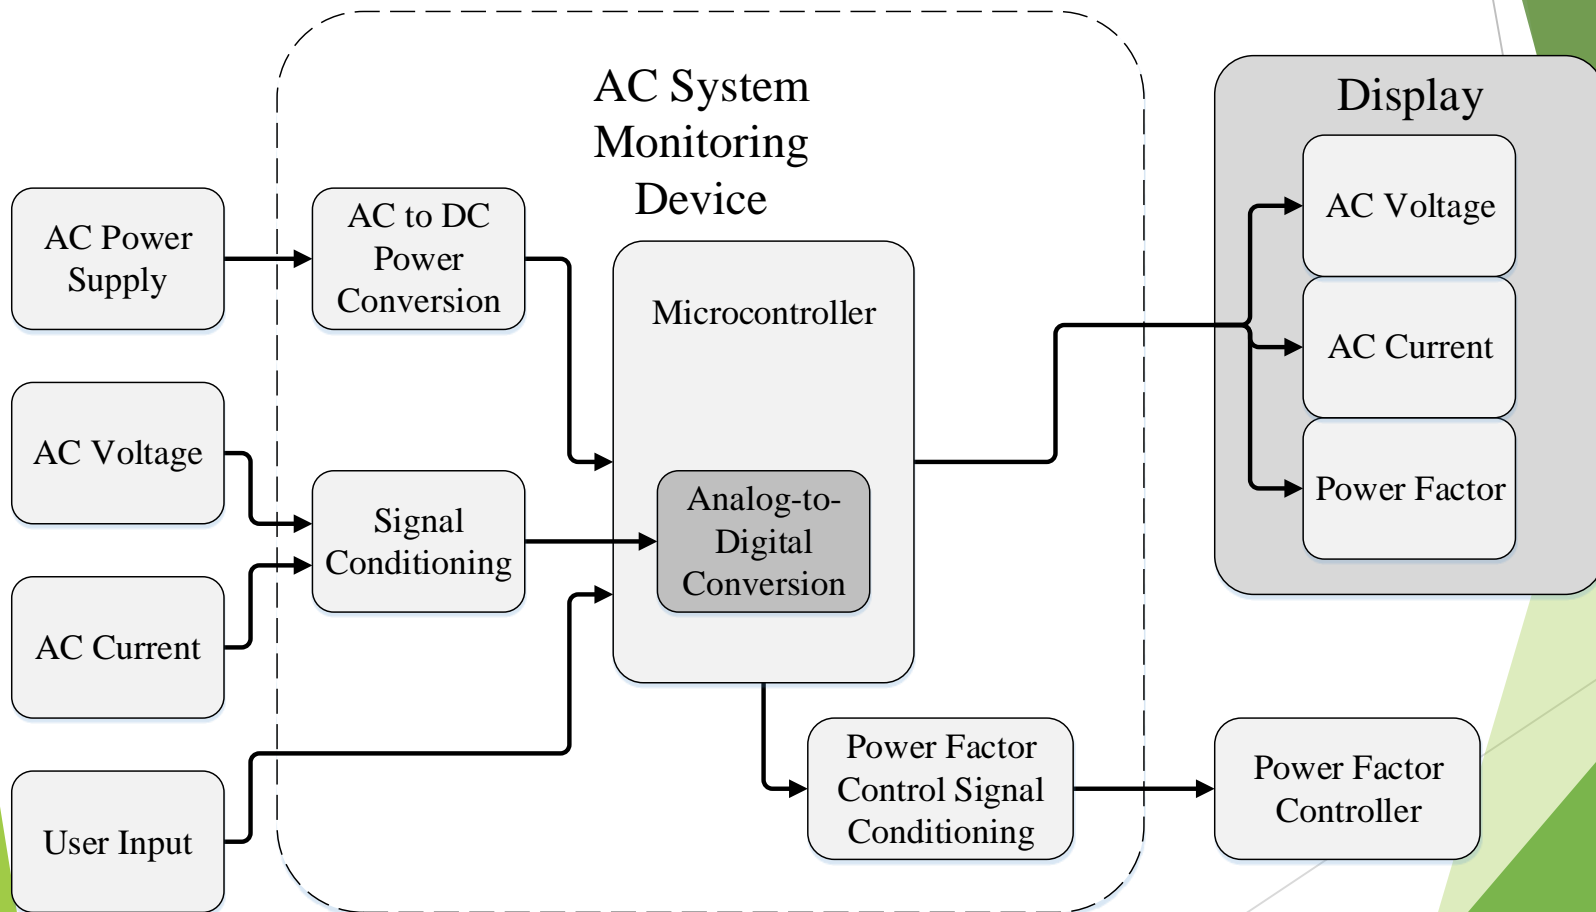 AC System
Monitoring
Device
Display
AC Power
Supply
AC to DC
Power
Conversion
Microcontroller
AC Voltage
AC Current
Power Factor
AC Voltage
Signal
Conditioning
Analog-to-
Digital
Conversion
AC Current
User Input
Power Factor
Control Signal
Conditioning
Power Factor
Controller